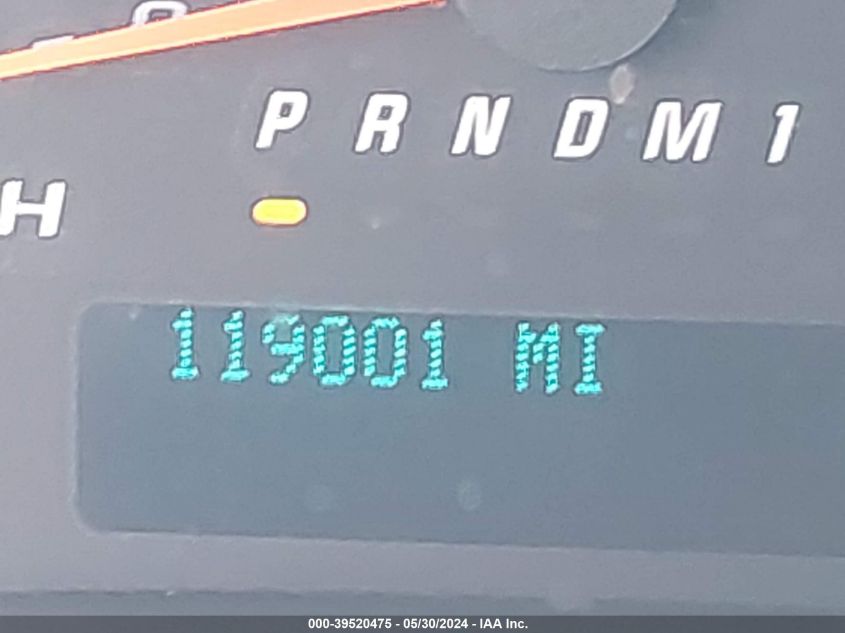 P R N D M 1
H
119001 MI
000-39520475 - 05/30/2024 - IAA Inc.